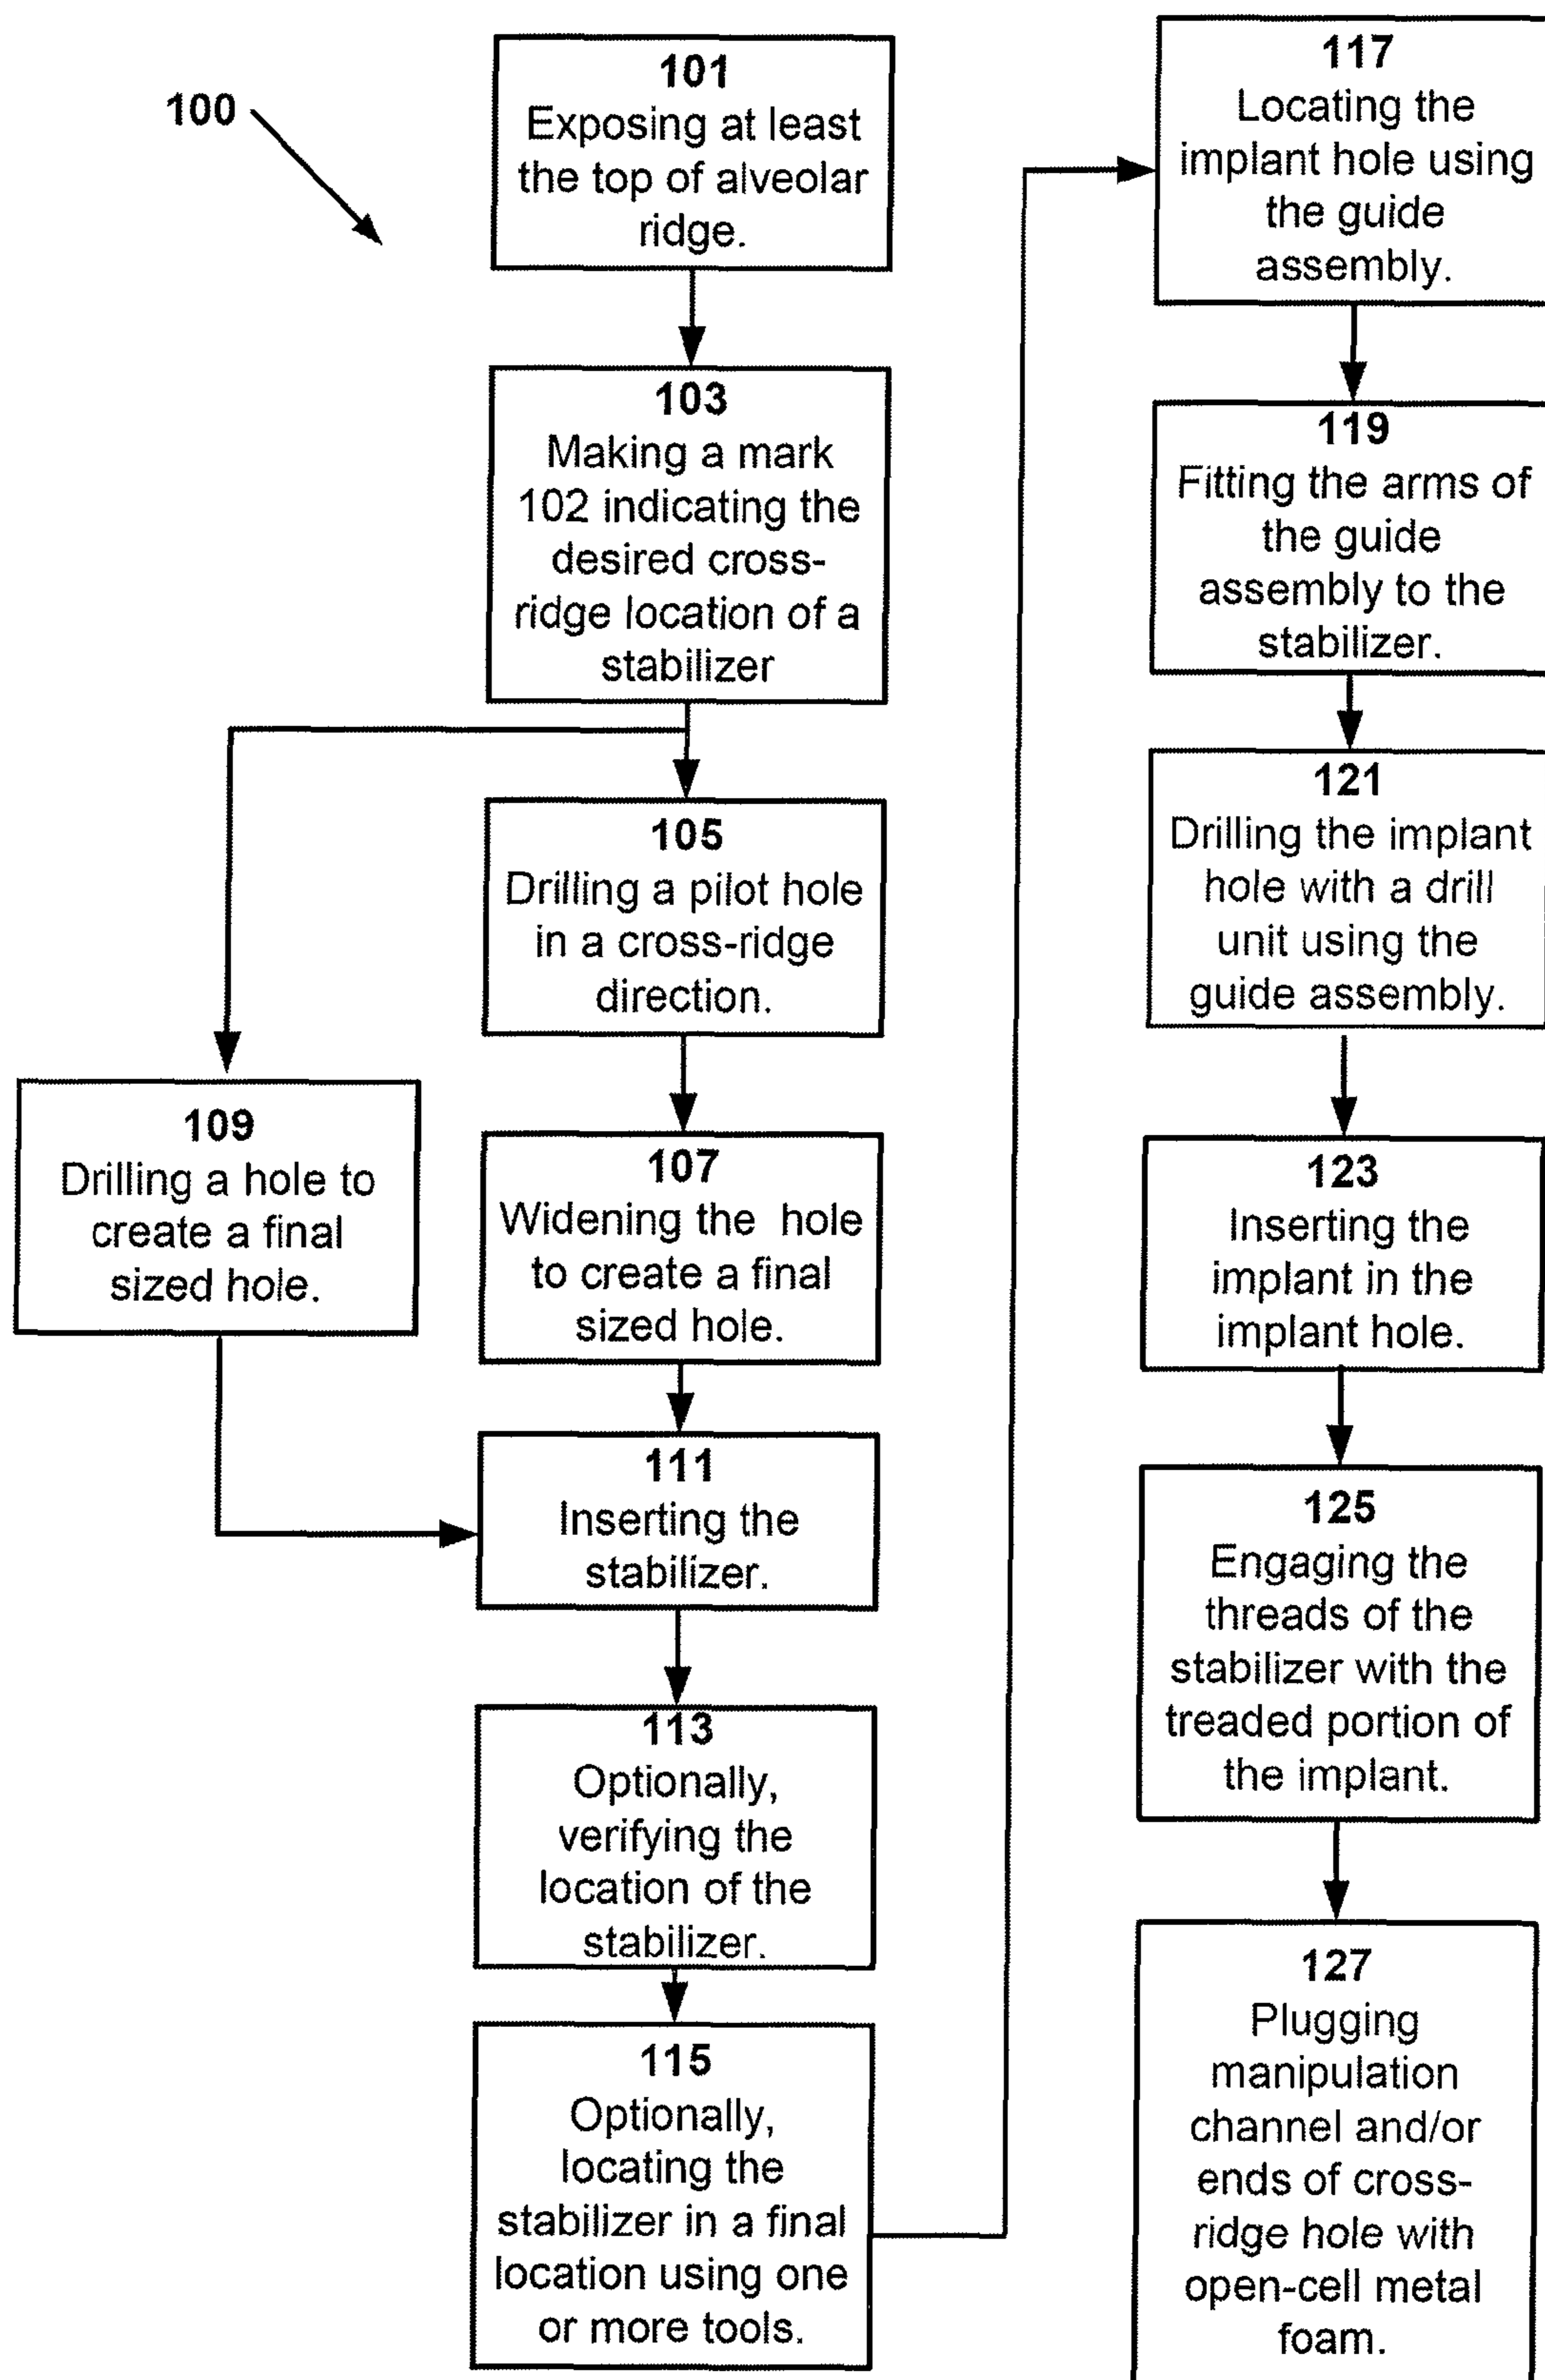 100
101
Exposing at least
the top of alveolar
ridge.
103
Making a mark
102 indicating the
desired cross-
ridge location of a
stabilizer
105
Drilling a pilot hole
in a cross-ridge
direction.
109
Drilling a hole to
create a final
sized hole.
107
Widening the hole
to create a final
sized hole.
111
Inserting the
stabilizer.
113
Optionally,
verifying the
location of the
stabilizer.
115
Optionally,
locating the
stabilizer in a final
location using one
or more tools.
117
Locating the
implant hole using
the guide
assembly.
119
Fitting the arms of
the guide
assembly to the
stabilizer.
121
Drilling the implant
hole with a drill
unit using the
guide assembly.
123
Inserting the
implant in the
implant hole.
125
Engaging the
threads of the
stabilizer with the
treaded portion of
the implant.
127
Plugging
manipulation
channel and/or
ends of cross-
ridge hole with
open-cell metal
foam.